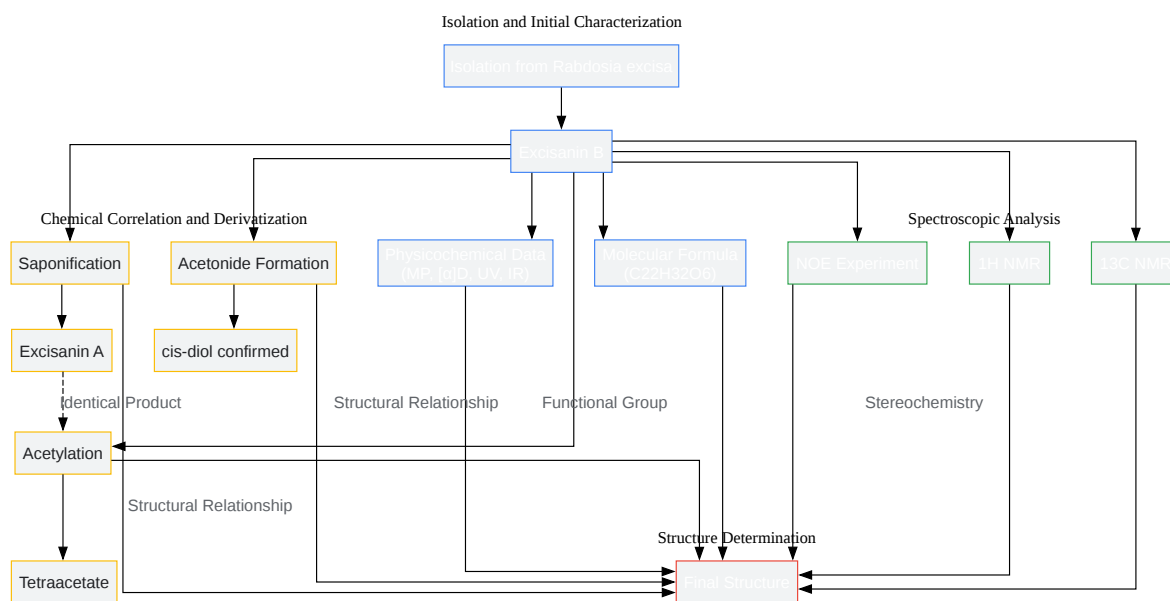 Isolation and Initial Characterization
Isolation from Rabdosia excisa
Excisanin B
Chemical Correlation and Derivatization
Spectroscopic Analysis
Saponification
Acetonide Formation
Physicochemical Data
(MP, [α]D, UV, IR)
Molecular Formula
(C22H32O6)
NOE Experiment
1H NMR
13C NMR
Excisanin A
cis-diol confirmed
Identical Product
Structural Relationship
Functional Group
Stereochemistry
Acetylation
Structural Relationship
Structure Determination
Tetraacetate
Final Structure